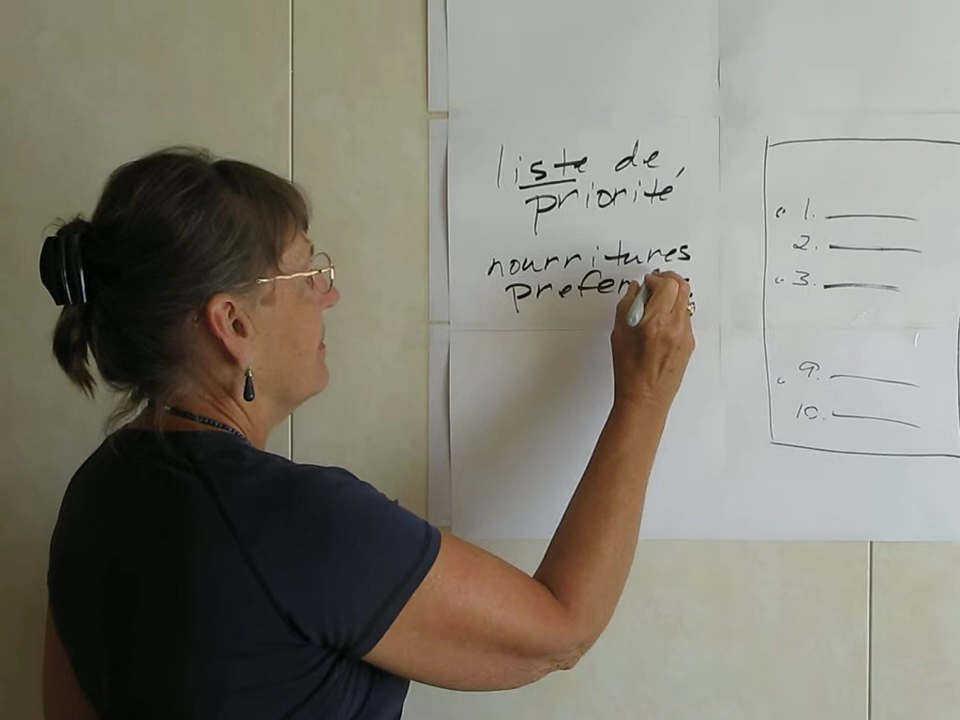 liste de
priorité
nourritures
1.
2.
3.
9.
10.